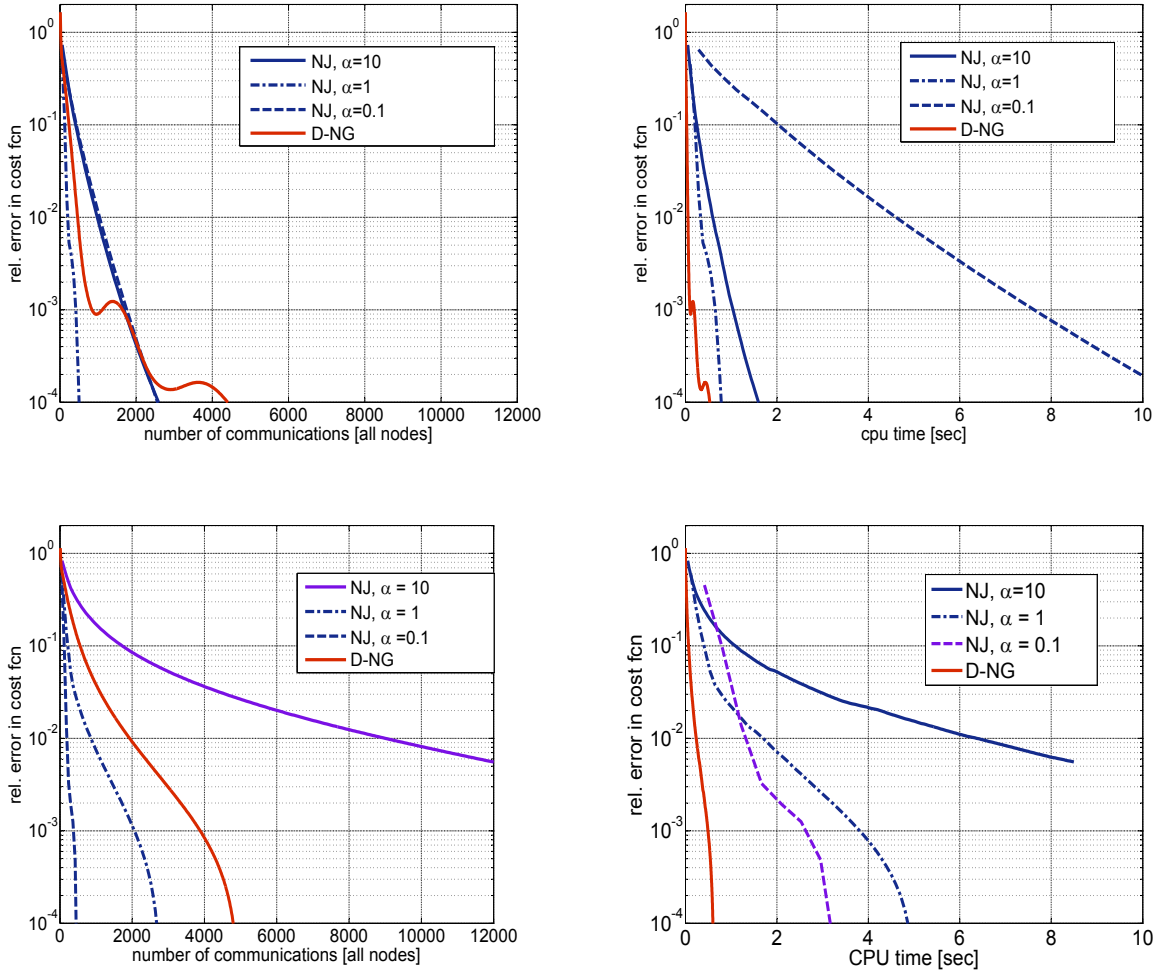 10^0
10^-1
10^-2
10^-3
10^-4
rel. error in cost fcn
NJ, α=10
NJ, α=1
NJ, α=0.1
D-NG
0 2000 4000 6000 8000 10000 12000
number of communications [all nodes]
10^0
10^-1
10^-2
10^-3
10^-4
rel. error in cost fcn
NJ, α=10
NJ, α=1
NJ, α=0.1
D-NG
0 2 4 6 8 10
cpu time [sec]
10^0
10^-1
10^-2
10^-3
10^-4
rel. error in cost fcn
NJ, α = 10
NJ, α = 1
NJ, α =0.1
D-NG
0 2000 4000 6000 8000 10000 12000
number of communications [all nodes]
10^0
10^-1
10^-2
10^-3
10^-4
rel. error in cost fcn
NJ, α=10
NJ, α = 1
NJ, α = 0.1
D-NG
0 2 4 6 8 10
CPU time [sec]